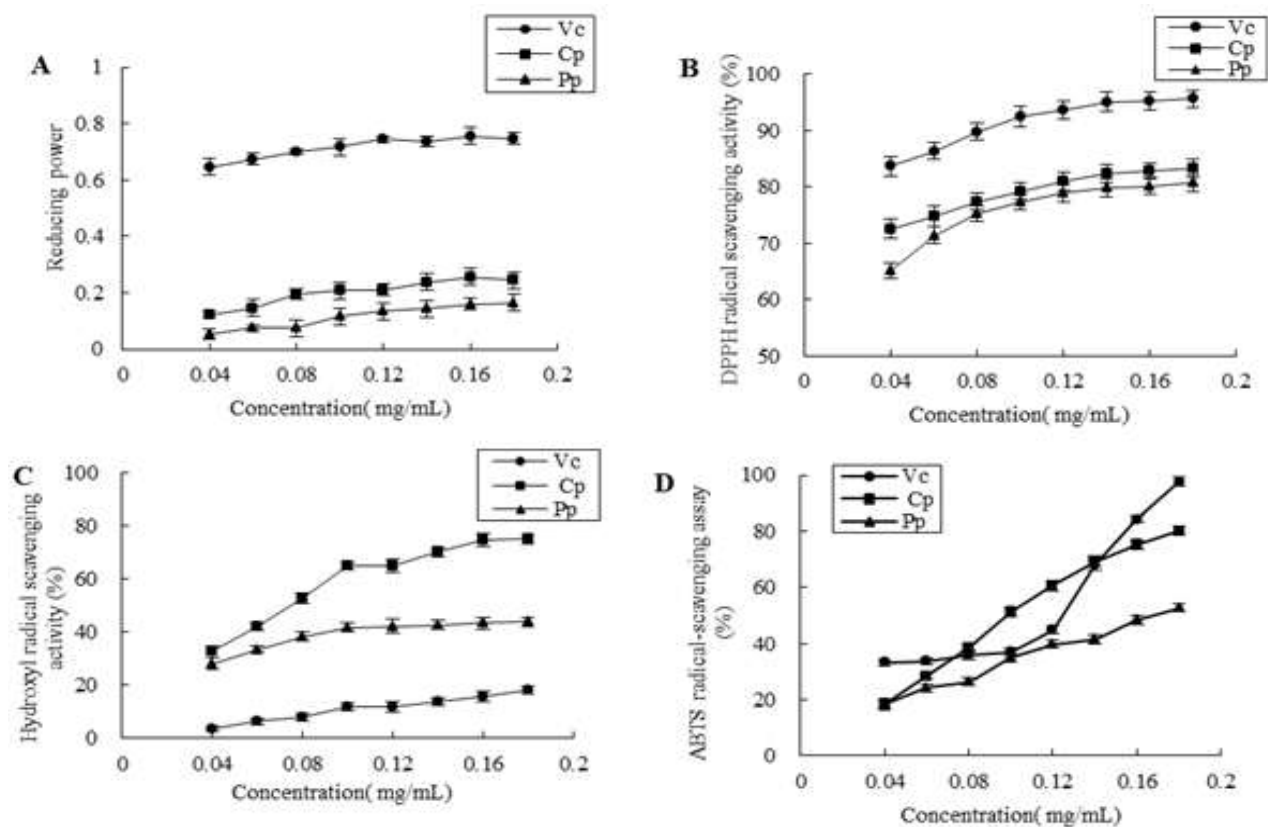 A
Vc
Cp
Pp
Reducing power
1
0.8
0.6
0.4
0.2
0
0 0.04 0.08 0.12 0.16 0.2
Concentration( mg/mL)
B
Vc
Cp
Pp
DPPH radical scavenging activity (%)
100
90
80
70
60
50
0 0.04 0.08 0.12 0.16 0.2
Concentration( mg/mL)
C
Vc
Cp
Pp
Hydroxyl radical scavenging
activity (%)
100
80
60
40
20
0
0 0.04 0.08 0.12 0.16 0.2
Concentration( mg/mL)
D
Vc
Cp
Pp
ABTS radical-scavenging assay
(%)
100
80
60
40
20
0
0 0.04 0.08 0.12 0.16 0.2
Concentration( mg/mL)